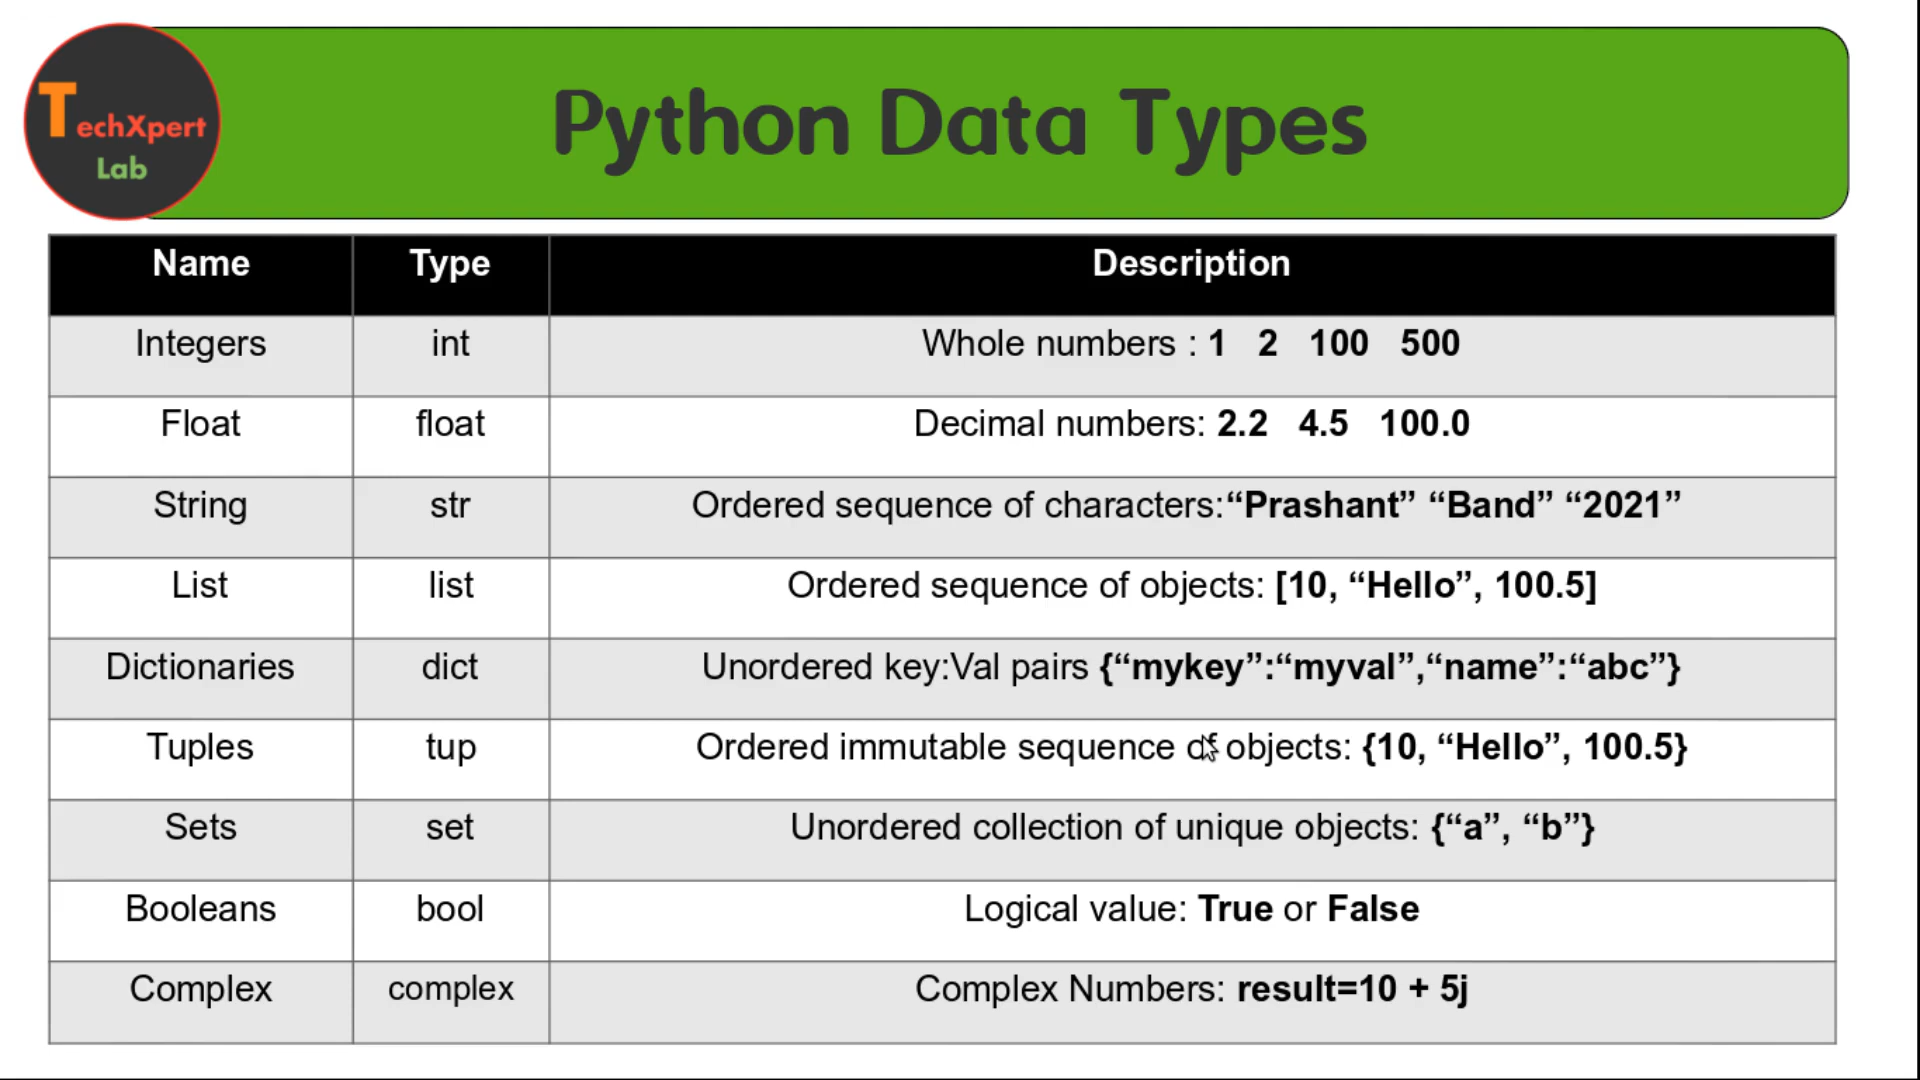 TechXpert
Lab
Python Data Types
Name Type Description
Integers int Whole numbers : 1 2 100 500
Float float Decimal numbers: 2.2 4.5 100.0
String str Ordered sequence of characters:“Prashant” “Band” “2021”
List list Ordered sequence of objects: [10, “Hello”, 100.5]
Dictionaries dict Unordered key:Val pairs {“mykey”:“myval”,“name”:“abc”}
Tuples tup Ordered immutable sequence of objects: {10, “Hello”, 100.5}
Sets set Unordered collection of unique objects: {“a”, “b”}
Booleans bool Logical value: True or False
Complex complex Complex Numbers: result=10 + 5j